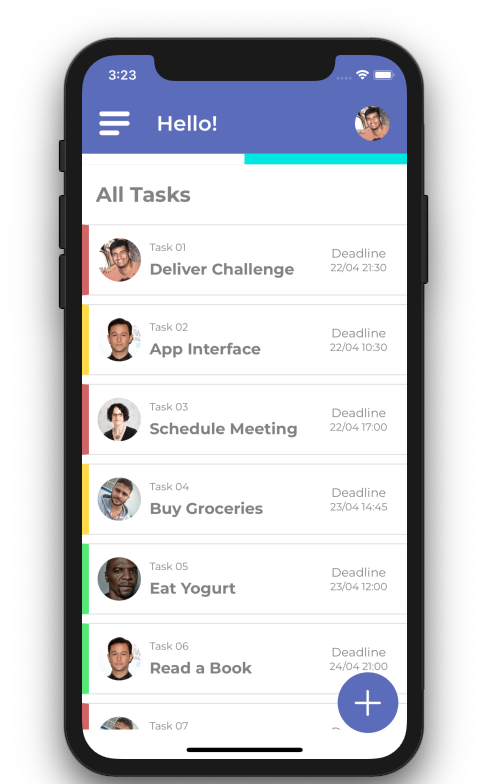 3:23
Hello!
All Tasks
Task 01
Deliver Challenge
Deadline
22/04 21:30
Task 02
App Interface
Deadline
22/04 10:30
Task 03
Schedule Meeting
Deadline
22/04 17:00
Task 04
Buy Groceries
Deadline
23/04 14:45
Task 05
Eat Yogurt
Deadline
23/04 12:00
Task 06
Read a Book
Deadline
24/04 21:00
Task 07